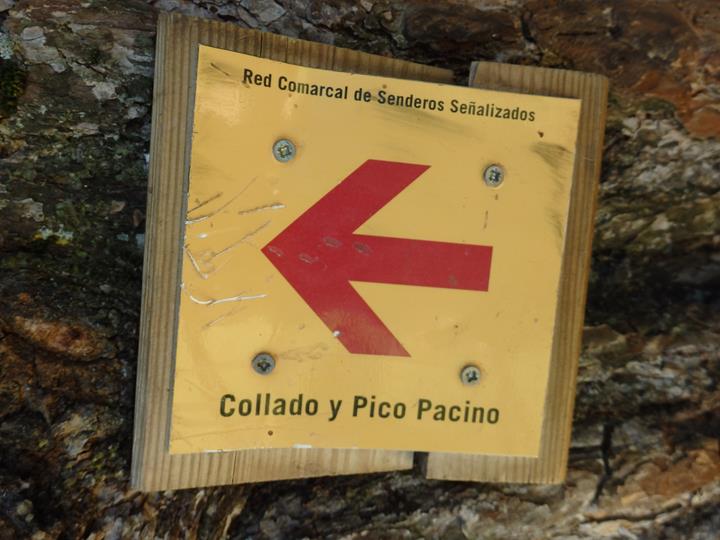 Red Comarcal de Senderos Señalizados
Collado y Pico Pacino